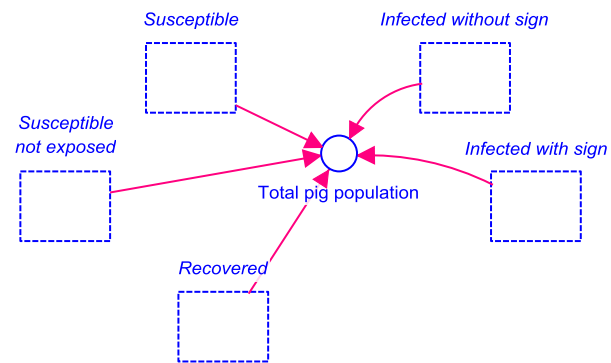 Susceptible
Infected without sign
Susceptible
not exposed
Infected with sign
Total pig population
Recovered